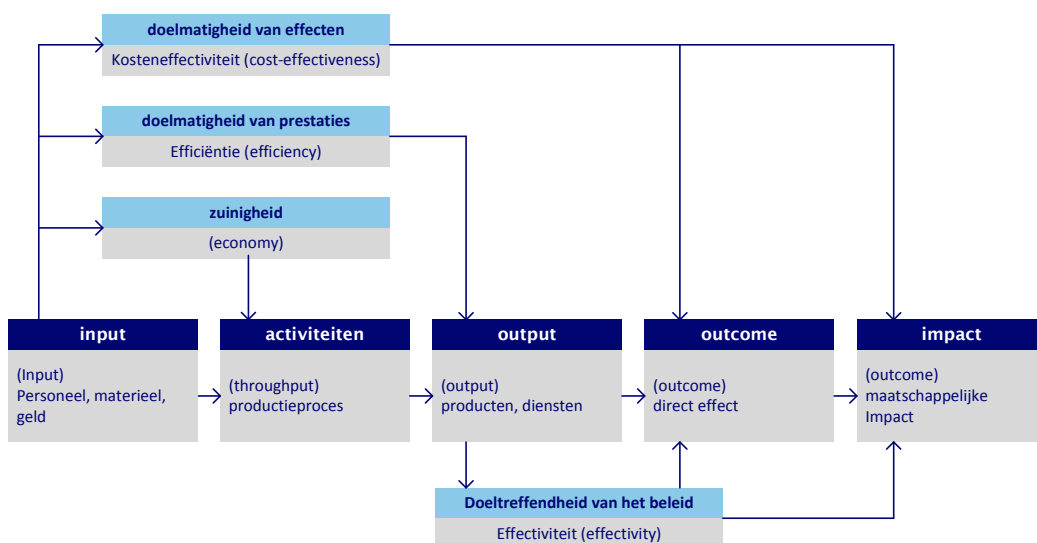 doelmatigheid van effecten
Kosteneffectiviteit (cost-effectiveness)
doelmatigheid van prestaties
Efficiëntie (efficiency)
zuinigheid
(economy)
input
(Input)
Personeel, materieel,
geld
activiteiten
(throughput)
productieproces
output
(output)
producten, diensten
outcome
(outcome)
direct effect
impact
(outcome)
maatschappelijke
Impact
Doeltreffendheid van het beleid
Effectiviteit (effectivity)